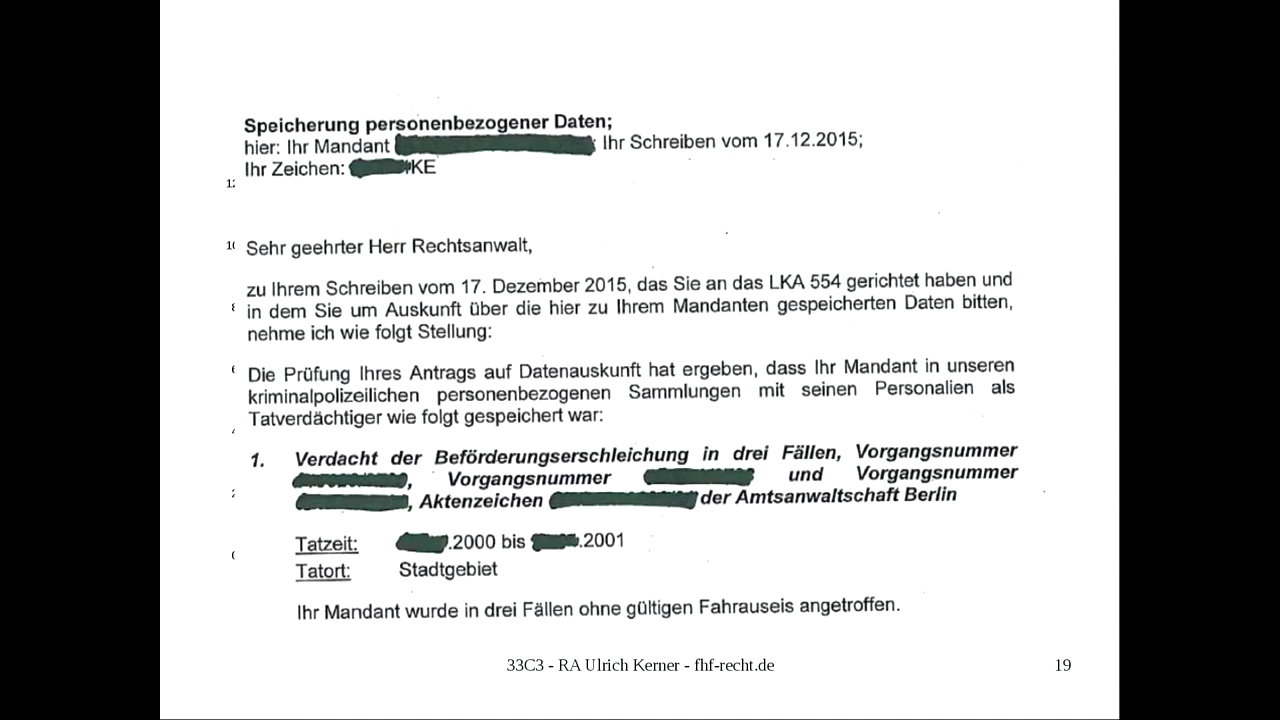 Speicherung personenbezogener Daten;
hier: Ihr Mandant ; Ihr Schreiben vom 17.12.2015;
Ihr Zeichen: KE
Sehr geehrter Herr Rechtsanwalt,
zu Ihrem Schreiben vom 17. Dezember 2015, das Sie an das LKA 554 gerichtet haben und
in dem Sie um Auskunft über die hier zu Ihrem Mandanten gespeicherten Daten bitten,
nehme ich wie folgt Stellung:
Die Prüfung Ihres Antrags auf Datenauskunft hat ergeben, dass Ihr Mandant in unseren
kriminalpolizeilichen personenbezogenen Sammlungen mit seinen Personalien als
Tatverdächtiger wie folgt gespeichert war:
1. Verdacht der Beförderungserschleichung in drei Fällen, Vorgangsnummer
, Vorgangsnummer und Vorgangsnummer
, Aktenzeichen der Amtsanwaltschaft Berlin
Tatzeit: .2000 bis .2001
Tatort: Stadtgebiet
Ihr Mandant wurde in drei Fällen ohne gültigen Fahrauseis angetroffen.
33C3 - RA Ulrich Kerner - fhf-recht.de 19